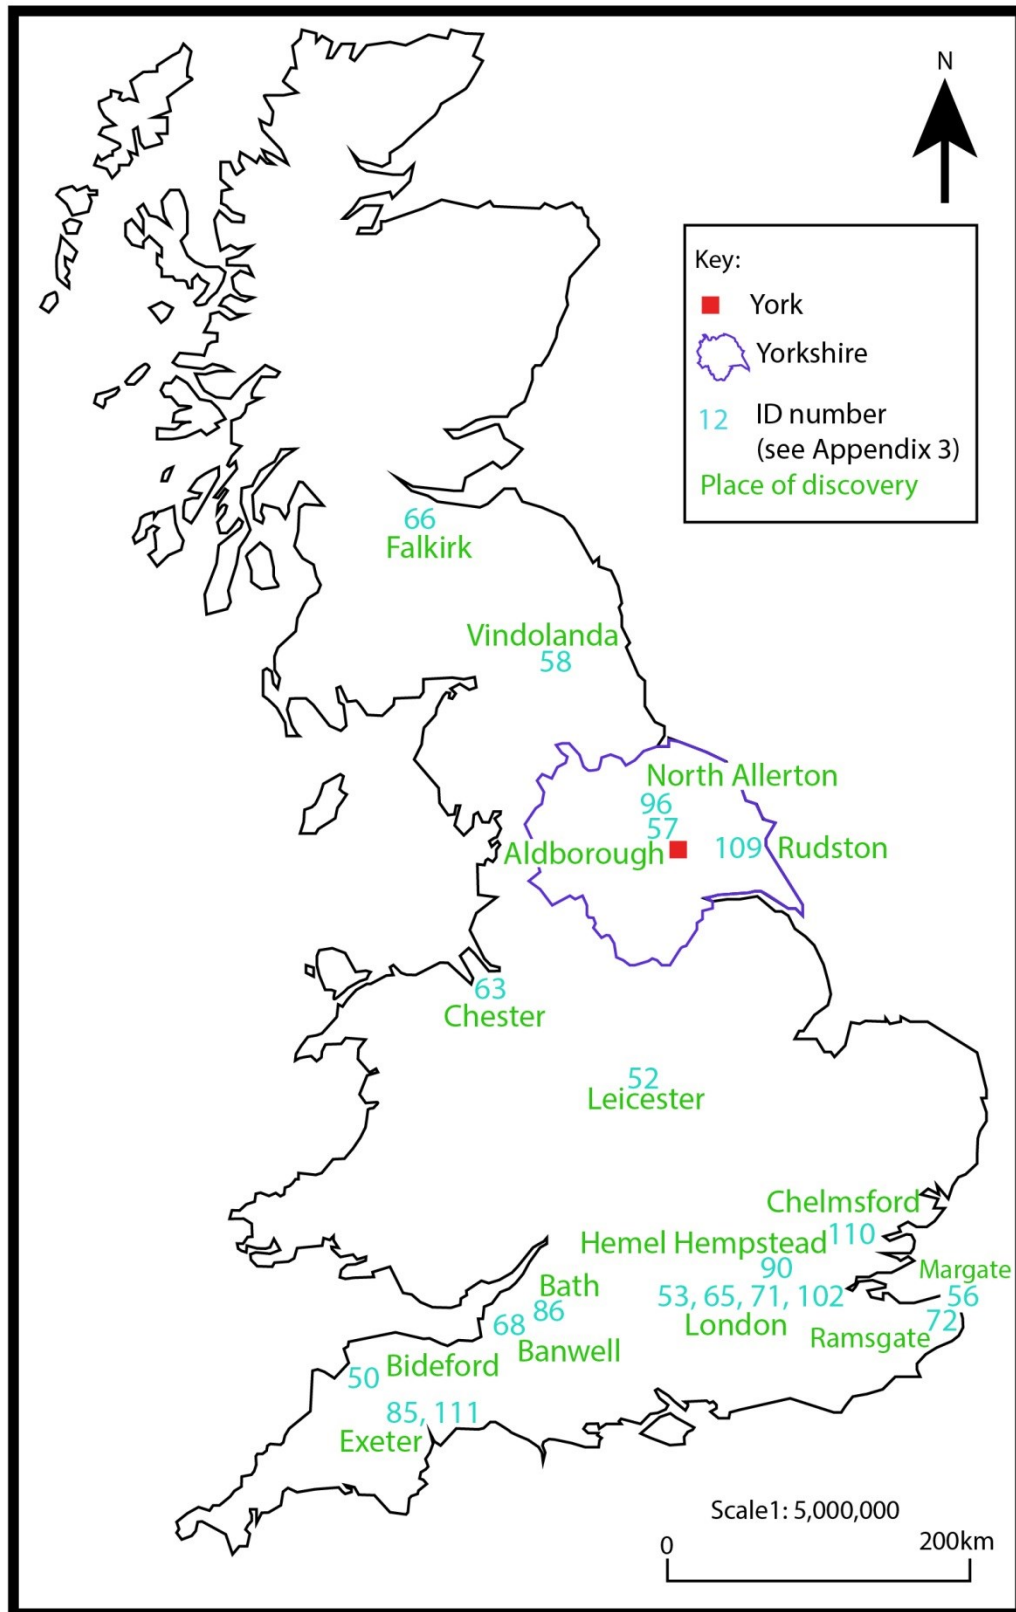 N
Key:
York
Yorkshire
12 ID number
(see Appendix 3)
Place of discovery
66
Falkirk
Vindolanda
58
North Allerton
96
57
Aldborough
109 Rudston
63
Chester
52
Leicester
Chelmsford
110
Hemel Hempstead
90
Margate
56
53, 65, 71, 102
London
72
Ramsgate
Bath
86
68
Banwell
Bideford
50
85, 111
Exeter
Scale1: 5,000,000
0 200km